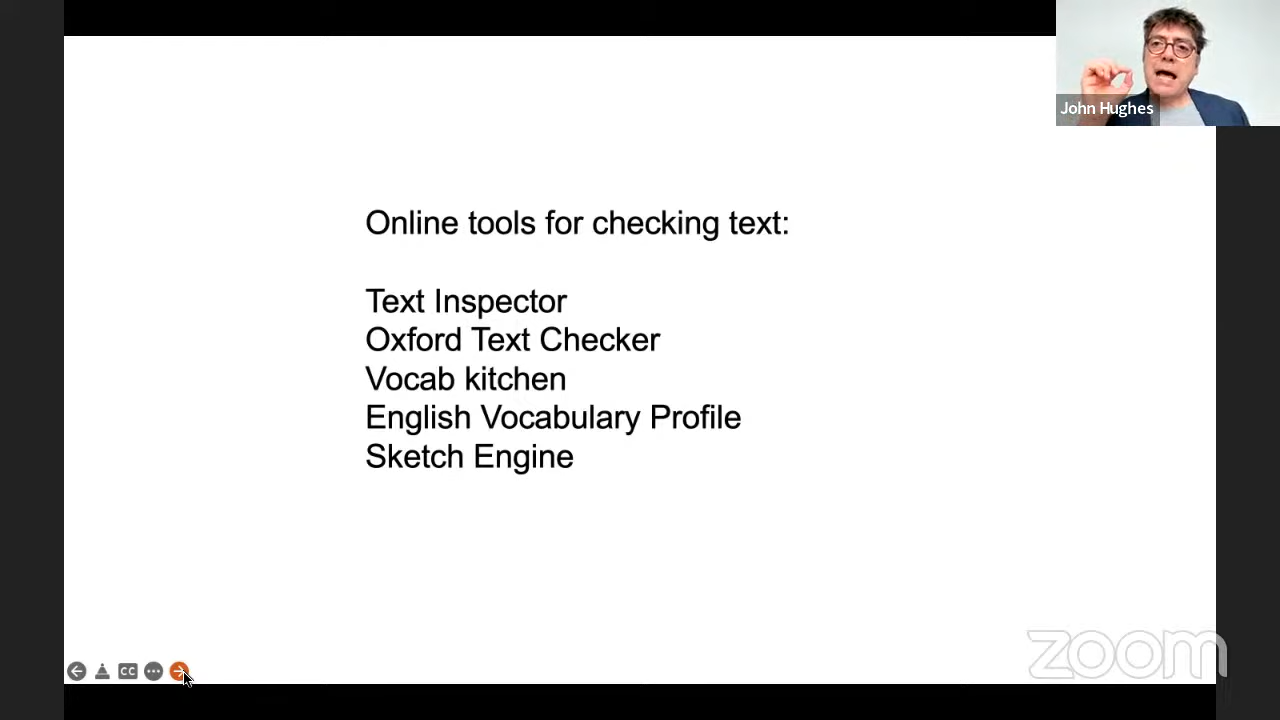 John Hughes
Online tools for checking text:
Text Inspector
Oxford Text Checker
Vocab kitchen
English Vocabulary Profile
Sketch Engine
CC
zoom